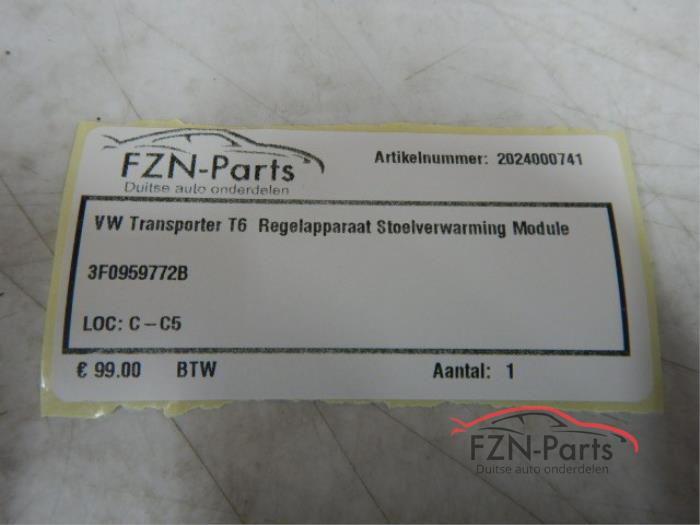 FZN-Parts
Duitse auto onderdelen
Artikelnummer: 2024000741
VW Transporter T6 Regelapparaat Stoelverwarming Module
3F0959772B
LOC: C - C5
€ 99.00 BTW Aantal: 1
FZN-Parts
Duitse auto onderdelen